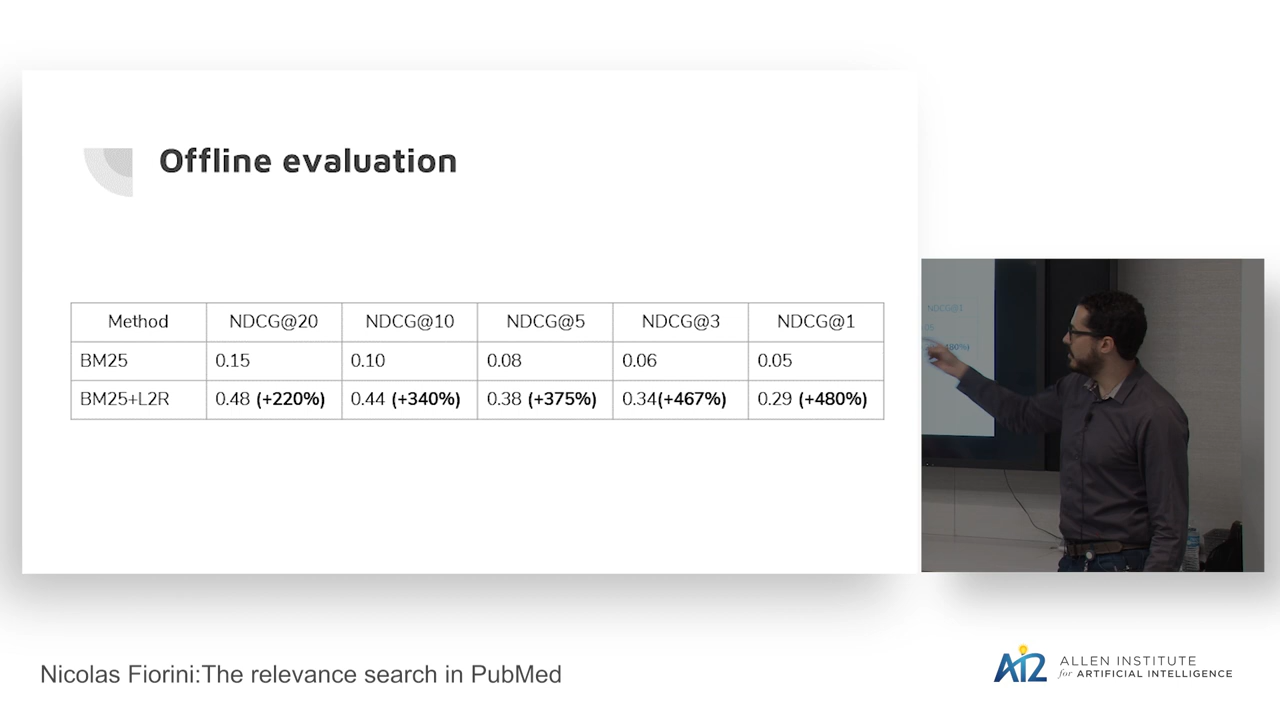 Offline evaluation
Method NDCG@20 NDCG@10 NDCG@5 NDCG@3 NDCG@1
BM25 0.15 0.10 0.08 0.06 0.05
BM25+L2R 0.48 (+220%) 0.44 (+340%) 0.38 (+375%) 0.34(+467%) 0.29 (+480%)
NDCG@1
Nicolas Fiorini:The relevance search in PubMed
AI2 ALLEN INSTITUTE
for ARTIFICIAL INTELLIGENCE